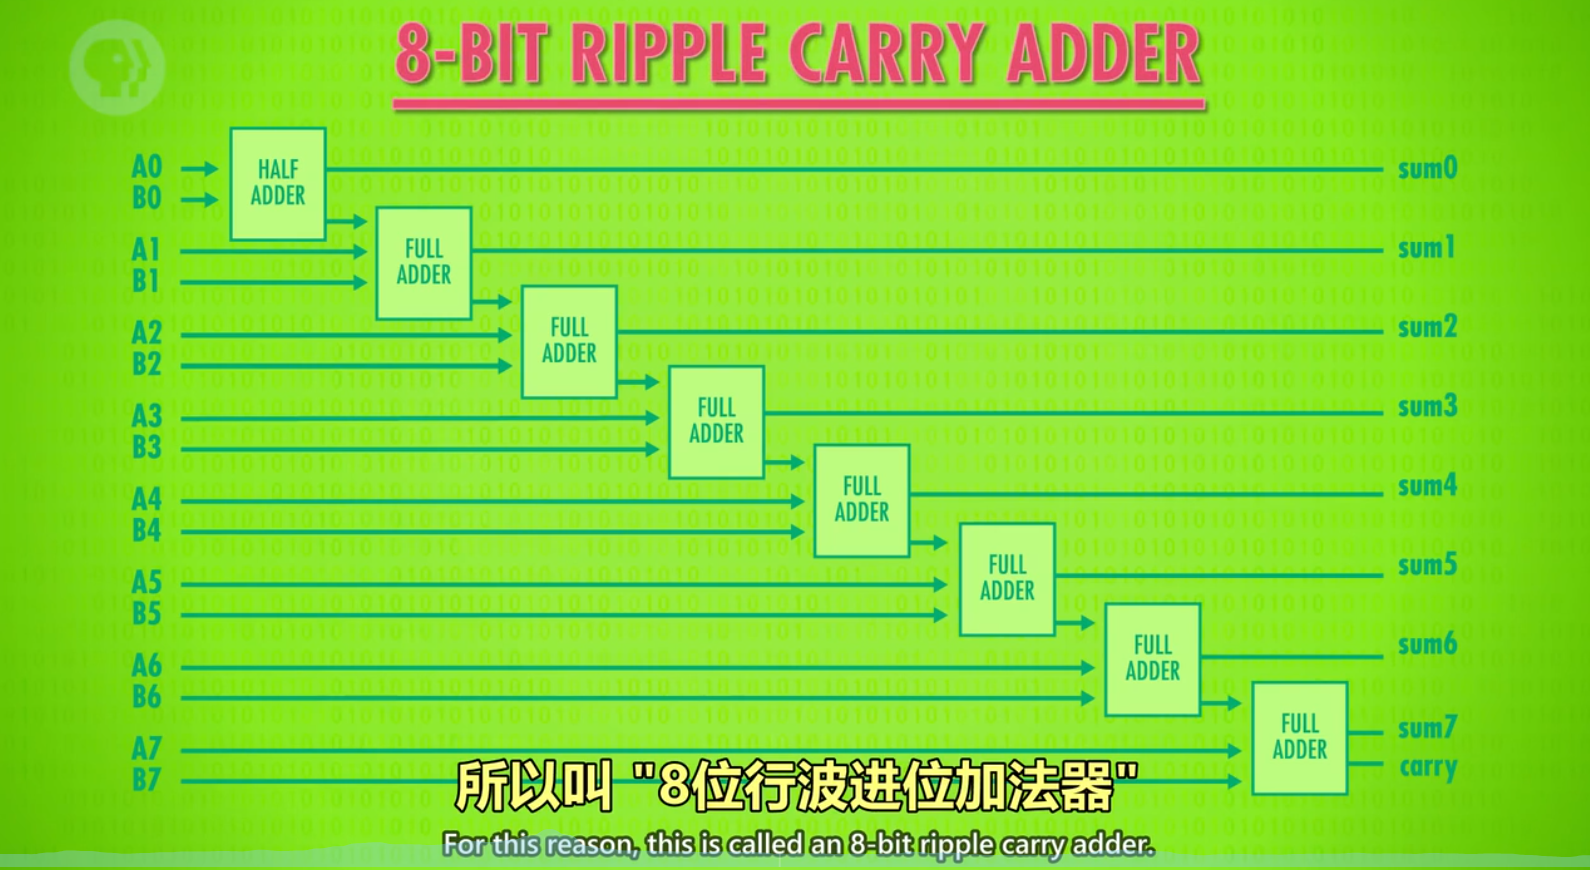 8-BIT RIPPLE CARRY ADDER
A0
B0
HALF
ADDER
sum0
A1
B1
FULL
ADDER
sum1
A2
B2
FULL
ADDER
sum2
A3
B3
FULL
ADDER
sum3
A4
B4
FULL
ADDER
sum4
A5
B5
FULL
ADDER
sum5
A6
B6
FULL
ADDER
sum6
A7
B7
FULL
ADDER
sum7
carry
所以叫 "8位行波进位加法器"
For this reason, this is called an 8-bit ripple carry adder.